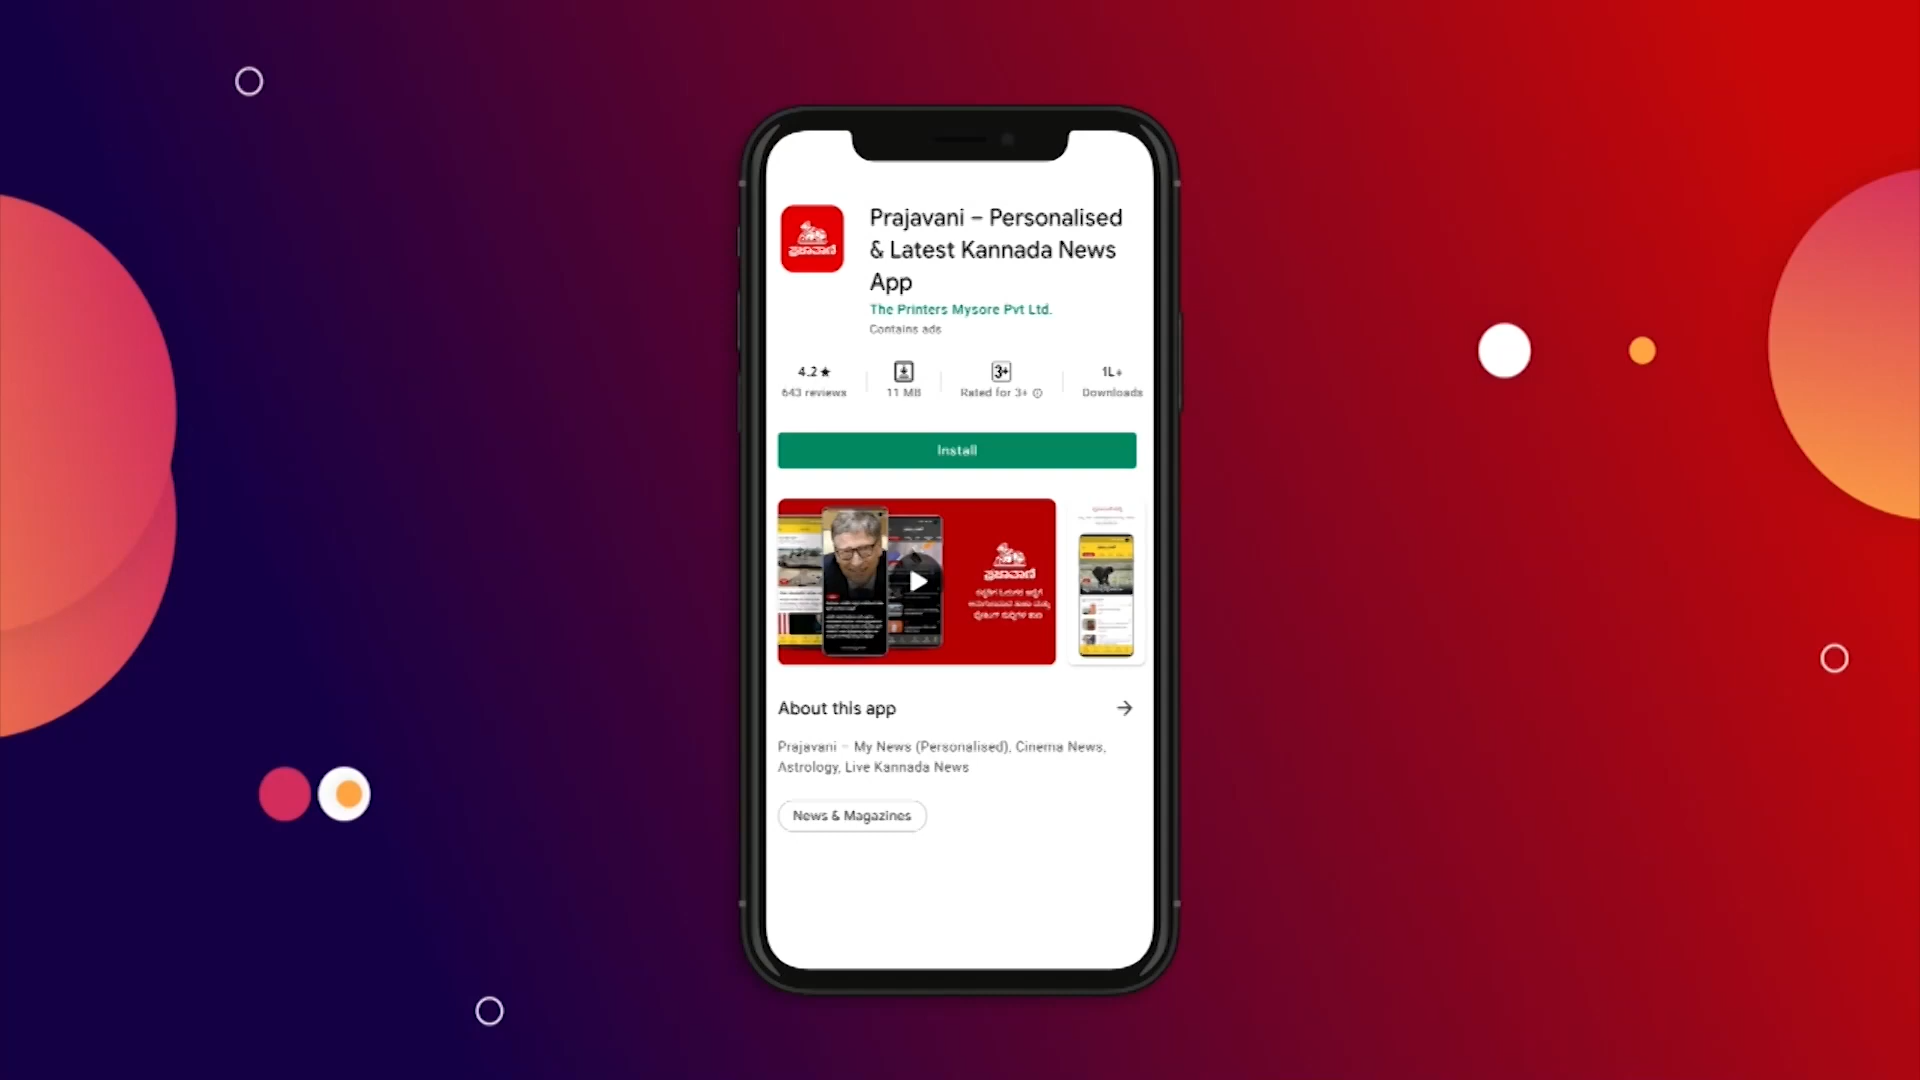 Prajavani – Personalised
& Latest Kannada News
App
The Printers Mysore Pvt Ltd.
Contains ads
ಪ್ರಜಾವಾಣಿ
4.2★
643 reviews
11 MB
3+
Rated for 3+
1L+
Downloads
Install
ಪ್ರಜಾವಾಣಿ
About this app
Prajavani – My News (Personalised), Cinema News,
Astrology, Live Kannada News
News & Magazines